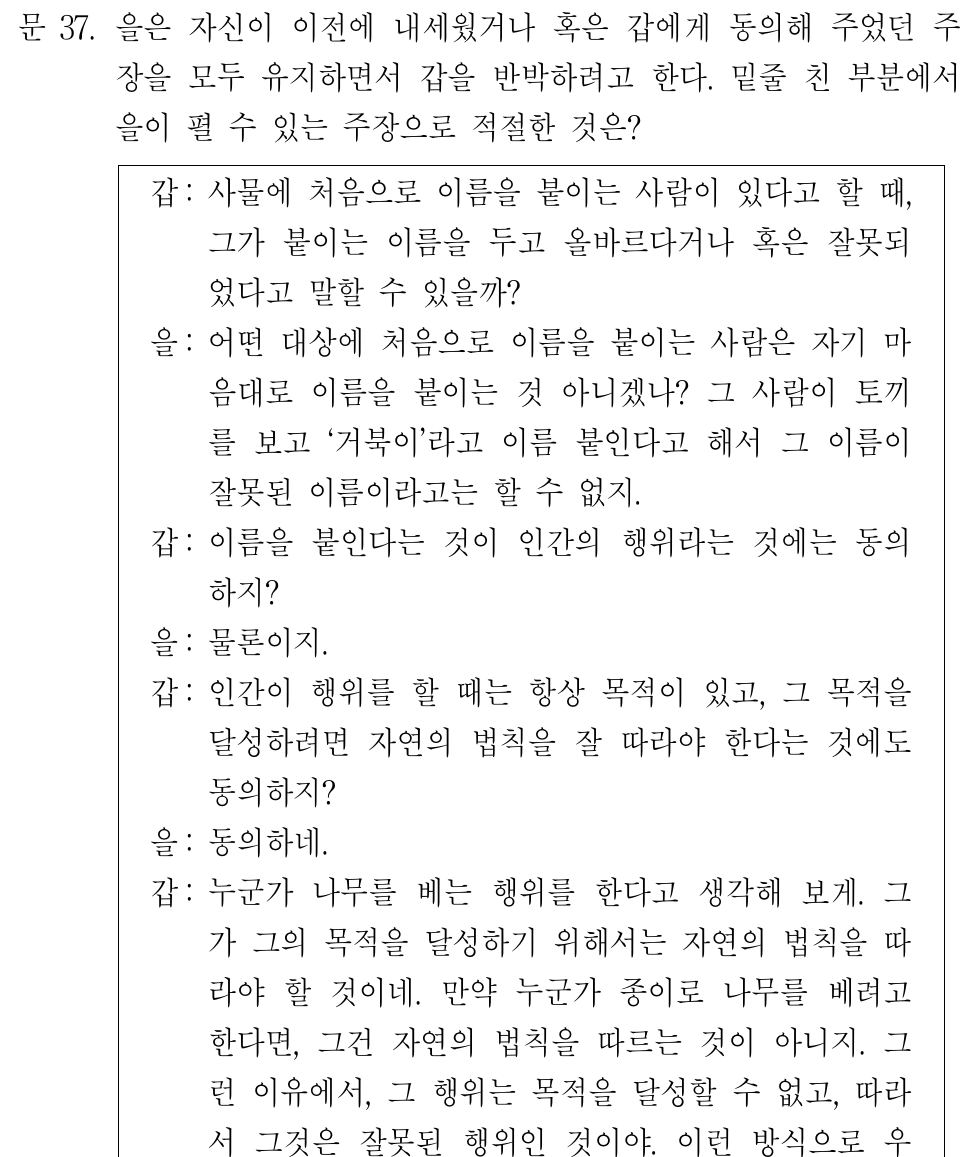 문 37. 을은 자신이 이전에 내세웠거나 혹은 갑에게 동의해 주었던 주
장을 모두 유지하면서 갑을 반박하려고 한다. 밑줄 친 부분에서
을이 펼 수 있는 주장으로 적절한 것은?
갑: 사물에 처음으로 이름을 붙이는 사람이 있다고 할 때,
그가 붙이는 이름을 두고 올바르다거나 혹은 잘못되
었다고 말할 수 있을까?
을: 어떤 대상에 처음으로 이름을 붙이는 사람은 자기 마
음대로 이름을 붙이는 것 아니겠나? 그 사람이 토끼
를 보고 ‘거북이’라고 이름 붙인다고 해서 그 이름이
잘못된 이름이라고는 할 수 없지.
갑: 이름을 붙인다는 것이 인간의 행위라는 것에는 동의
하지?
을: 물론이지.
갑: 인간이 행위를 할 때는 항상 목적이 있고, 그 목적을
달성하려면 자연의 법칙을 잘 따라야 한다는 것에도
동의하지?
을: 동의하네.
갑: 누군가 나무를 베는 행위를 한다고 생각해 보게. 그
가 그의 목적을 달성하기 위해서는 자연의 법칙을 따
라야 할 것이네. 만약 누군가 종이로 나무를 베려고
한다면, 그건 자연의 법칙을 따르는 것이 아니지. 그
런 이유에서, 그 행위는 목적을 달성할 수 없고, 따라
서 그것은 잘못된 행위인 것이야. 이런 방식으로 우